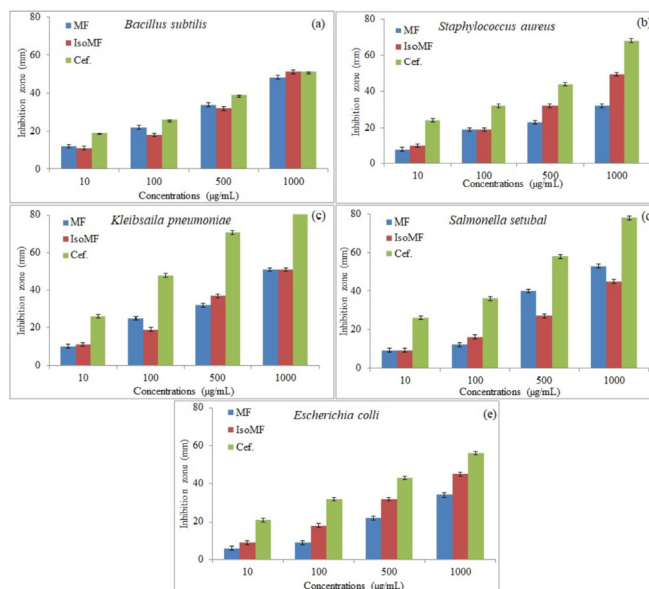 Bacillus subtilis (a)
MF
IsoMF
Cef.
Inhibition zone (mm)
80
60
40
20
0
10 100 500 1000
Concentrations (µg/mL)
Staphylococcus aureus (b)
MF
IsoMF
Cef.
Inhibition zone (mm)
80
60
40
20
0
10 100 500 1000
Concentrations (µg/mL)
Kleibsaila pneumoniae (c)
MF
IsoMF
Cef.
Inhibition zone (mm)
80
60
40
20
0
10 100 500 1000
Concentrations (µg/mL)
Salmonella setubal
MF
IsoMF
Cef.
Inhibition zone (mm)
80
60
40
20
0
10 100 500 1000
Concentrations (µg/mL)
Escherichia colli (e)
MF
IsoMF
Cef.
Inhibition zone (mm)
80
60
40
20
0
10 100 500 1000
Concentrations (µg/mL)